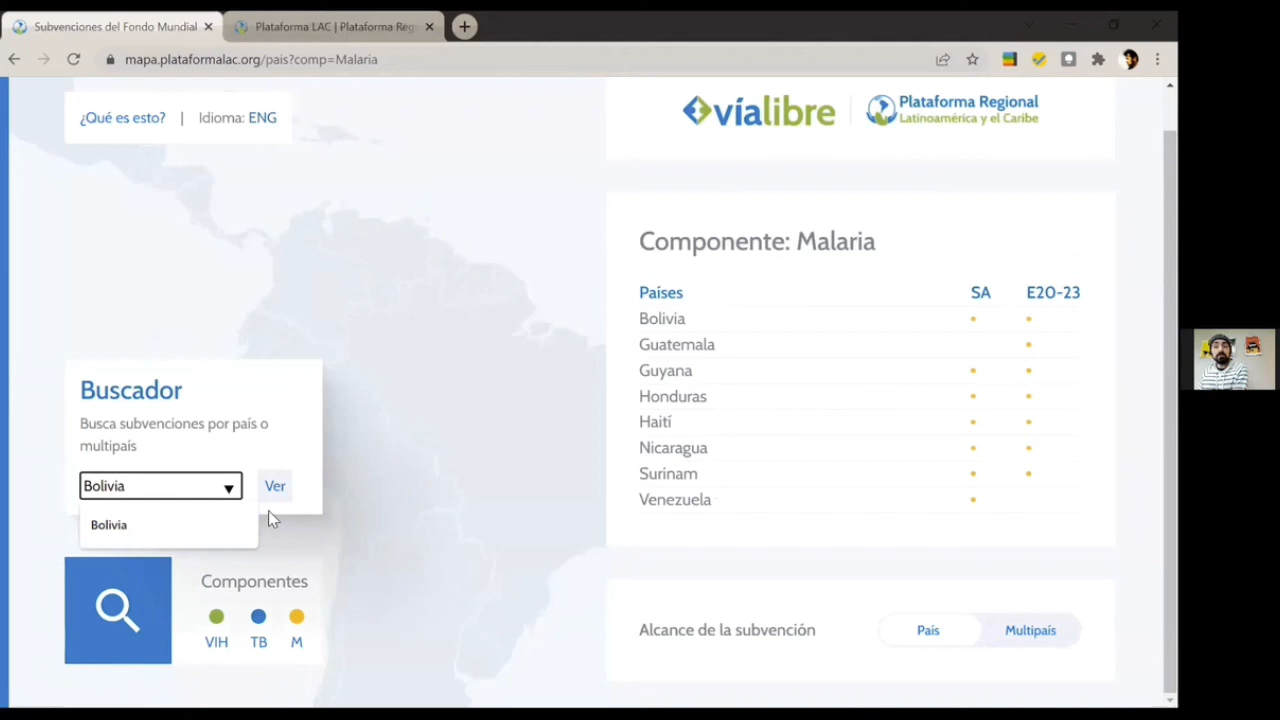 Subvenciones del Fondo Mundial
Plataforma LAC | Plataforma Reg
mapa.plataformalac.org/pais?comp=Malaria
¿Qué es esto? | Idioma: ENG
víalibre
Plataforma Regional
Latinoamérica y el Caribe
Componente: Malaria
Países SA E20-23
Bolivia
Guatemala
Guyana
Honduras
Haití
Nicaragua
Surinam
Venezuela
Buscador
Busca subvenciones por país o
multipaís
Bolivia Ver
Bolivia
Componentes
VIH TB M
Alcance de la subvención País Multipaís